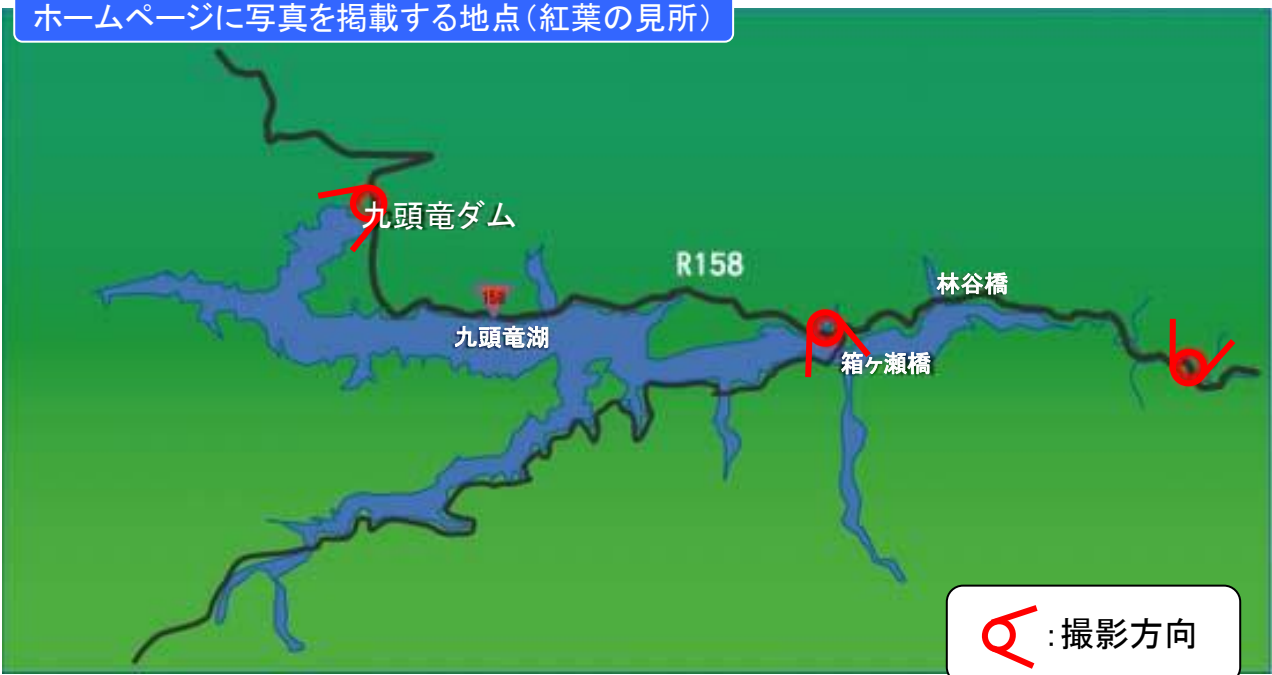 ホームページに写真を掲載する地点(紅葉の見所)
九頭竜ダム
R158
林谷橋
158
九頭竜湖
箱ヶ瀬橋
:撮影方向